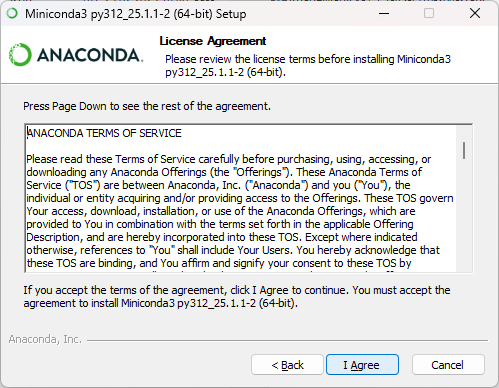 Miniconda3 py312_25.1.1-2 (64-bit) Setup
License Agreement
Please review the license terms before installing Miniconda3
py312_25.1.1-2 (64-bit).
ANACONDA.
Press Page Down to see the rest of the agreement.
ANACONDA TERMS OF SERVICE
Please read these Terms of Service carefully before purchasing, using, accessing, or
downloading any Anaconda Offerings (the "Offerings"). These Anaconda Terms of
Service ("TOS") are between Anaconda, Inc. ("Anaconda") and you ("You"), the
individual or entity acquiring and/or providing access to the Offerings. These TOS govern
Your access, download, installation, or use of the Anaconda Offerings, which are
provided to You in combination with the terms set forth in the applicable Offering
Description, and are hereby incorporated into these TOS. Except where indicated
otherwise, references to "You" shall include Your Users. You hereby acknowledge that
these TOS are binding, and You affirm and signify your consent to these TOS by
If you accept the terms of the agreement, click I Agree to continue. You must accept the
agreement to install Miniconda3 py312_25.1.1-2 (64-bit).
Anaconda, Inc.
< Back
I Agree
Cancel